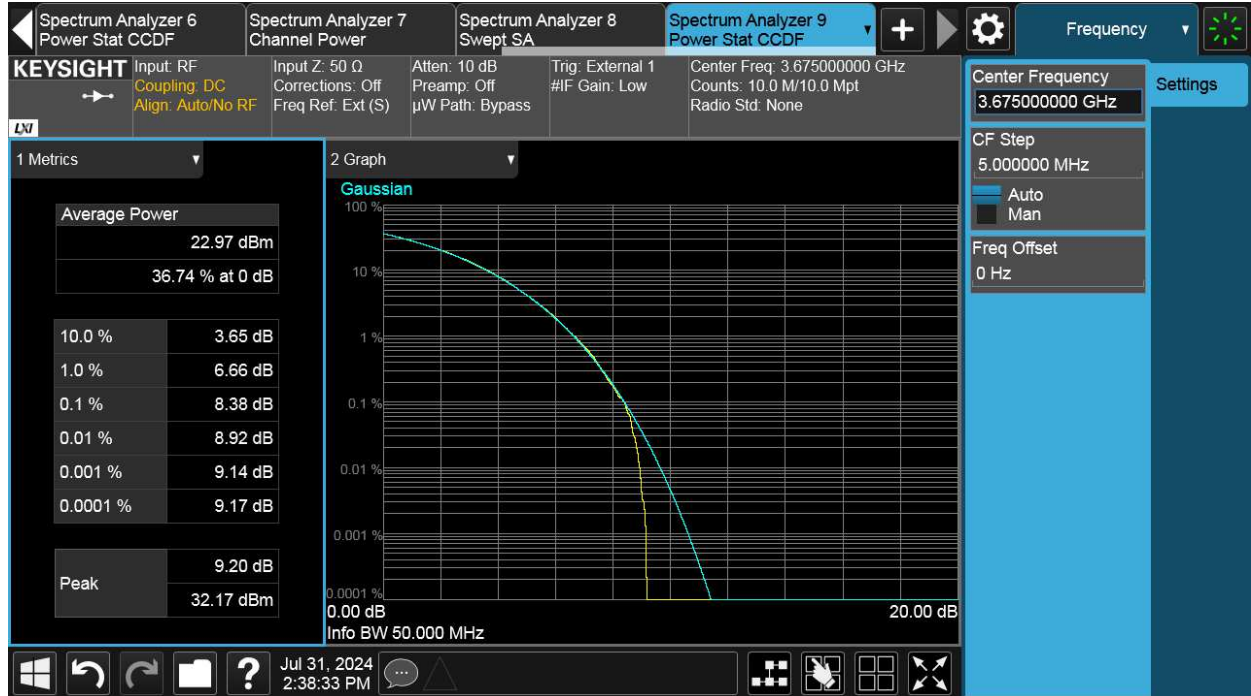 Spectrum Analyzer 6
Power Stat CCDF
Spectrum Analyzer 7
Channel Power
Spectrum Analyzer 8
Swept SA
Spectrum Analyzer 9
Power Stat CCDF
+
Frequency
KEYSIGHT
LXI
Input: RF
Coupling: DC
Align: Auto/No RF
Input Z: 50 Ω
Corrections: Off
Freq Ref: Ext (S)
Atten: 10 dB
Preamp: Off
µW Path: Bypass
Trig: External 1
#IF Gain: Low
Center Freq: 3.675000000 GHz
Counts: 10.0 M/10.0 Mpt
Radio Std: None
Center Frequency
3.675000000 GHz
Settings
CF Step
5.000000 MHz
Auto
Man
Freq Offset
0 Hz
1 Metrics
Average Power
22.97 dBm
36.74 % at 0 dB
10.0 % 3.65 dB
1.0 % 6.66 dB
0.1 % 8.38 dB
0.01 % 8.92 dB
0.001 % 9.14 dB
0.0001 % 9.17 dB
Peak
9.20 dB
32.17 dBm
2 Graph
Gaussian
100 %
10 %
1 %
0.1 %
0.01 %
0.001 %
0.0001 %
0.00 dB
20.00 dB
Info BW 50.000 MHz
?
Jul 31, 2024
2:38:33 PM